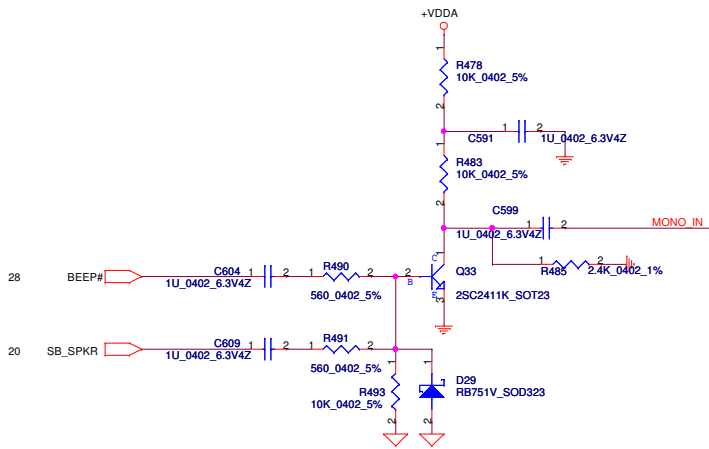 +VDDA
1
R478
10K_0402_5%
2
1 2
C591 1U_0402_6.3V4Z
1
R483
10K_0402_5%
2
C599
1 2 MONO_IN
1U_0402_6.3V4Z
1 2
R485 2.4K_0402_1%
1
C
Q33
2
B
E
3
2SC2411K_SOT23
28 BEEP# C604 1 2 1 R490 2
1U_0402_6.3V4Z 560_0402_5%
20 SB_SPKR C609 1 2 1 R491 2
1U_0402_6.3V4Z 560_0402_5%
1 1
R493 D29
10K_0402_5% RB751V_SOD323
2 2